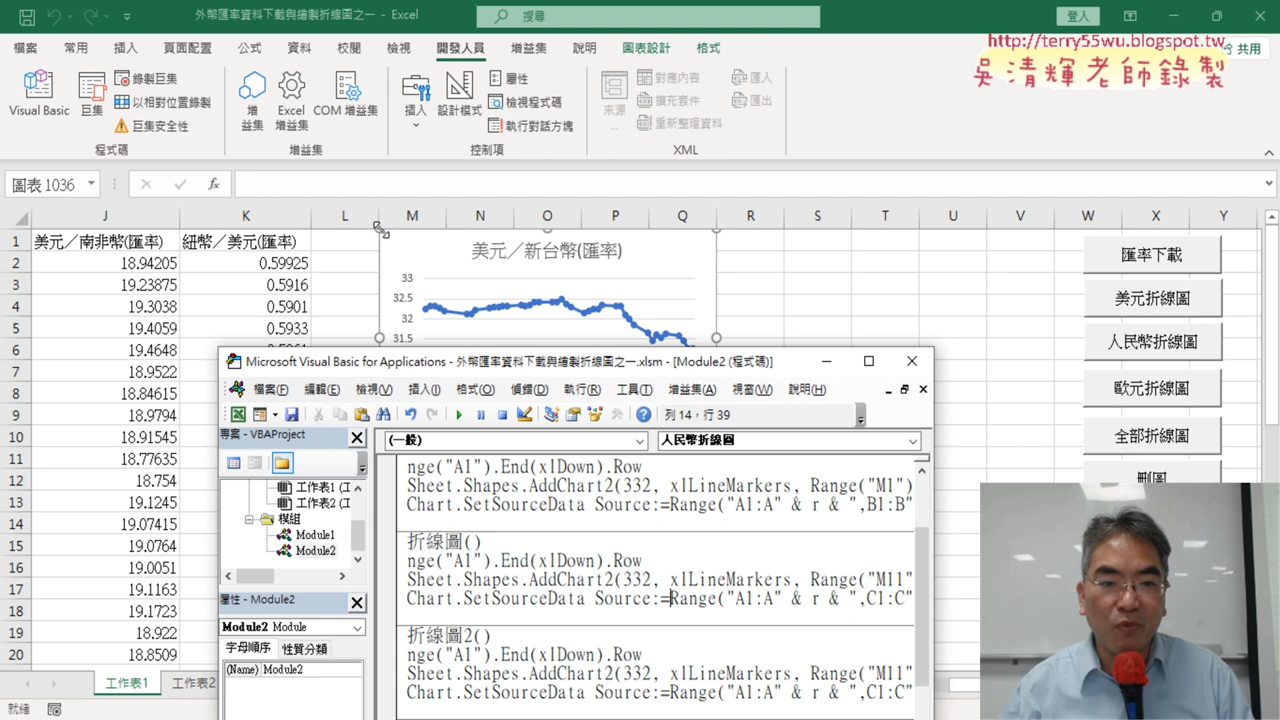 外幣匯率資料下載與繪製折線圖之一 - Excel
搜尋
登入
檔案 常用 插入 頁面配置 公式 資料 校閱 檢視 開發人員 增益集 說明 圖表設計 格式
共用
http://terry55wu.blogspot.tw
吳清輝老師錄製
Visual Basic
巨集
錄製巨集
以相對位置錄製
巨集安全性
程式碼
增益集
Excel 增益集
COM 增益集
增益集
插入
設計模式
屬性
檢視程式碼
執行對話方塊
控制項
來源
對應內容
擴充套件
重新整理資料
匯入
匯出
XML
圖表 1036
fx
J K L M N O P Q R S T U V W X Y
1 美元／南非幣(匯率) 紐幣／美元(匯率)
2 18.94205 0.59925
3 19.23875 0.5916
4 19.3038 0.5901
5 19.4059 0.5933
6 19.4648
7 18.9522
8 18.84615
9 18.9794
10 18.91545
11 18.77635
12 18.754
13 19.1245
14 19.07415
15 19.0764
16 19.0051
17 19.1163
18 19.1723
19 18.922
20 18.8509
美元／新台幣(匯率)
33
32.5
32
31.5
匯率下載
美元折線圖
人民幣折線圖
歐元折線圖
全部折線圖
刪圖
Microsoft Visual Basic for Applications - 外幣匯率資料下載與繪製折線圖之一.xlsm - [Module2 (程式碼)]
檔案(F) 編輯(E) 檢視(V) 插入(I) 格式(O) 偵錯(D) 執行(R) 工具(T) 增益集(A) 視窗(W) 說明(H)
列 14，行 39
專案 - VBAProject
工作表1 (工
工作表2 (工
模組
Module1
Module2
屬性 - Module2
Module2 Module
字母順序 性質分類
(Name) Module2
(一般)
人民幣折線圖
nge("A1").End(xlDown).Row
Sheet.Shapes.AddChart2(332, xlLineMarkers, Range("M1")
Chart.SetSourceData Source:=Range("A1:A" & r & ",B1:B"
折線圖()
nge("A1").End(xlDown).Row
Sheet.Shapes.AddChart2(332, xlLineMarkers, Range("M11"
Chart.SetSourceData Source:=Range("A1:A" & r & ",C1:C"
折線圖2()
nge("A1").End(xlDown).Row
Sheet.Shapes.AddChart2(332, xlLineMarkers, Range("M11"
Chart.SetSourceData Source:=Range("A1:A" & r & ",C1:C"
工作表1 工作表2
就緒